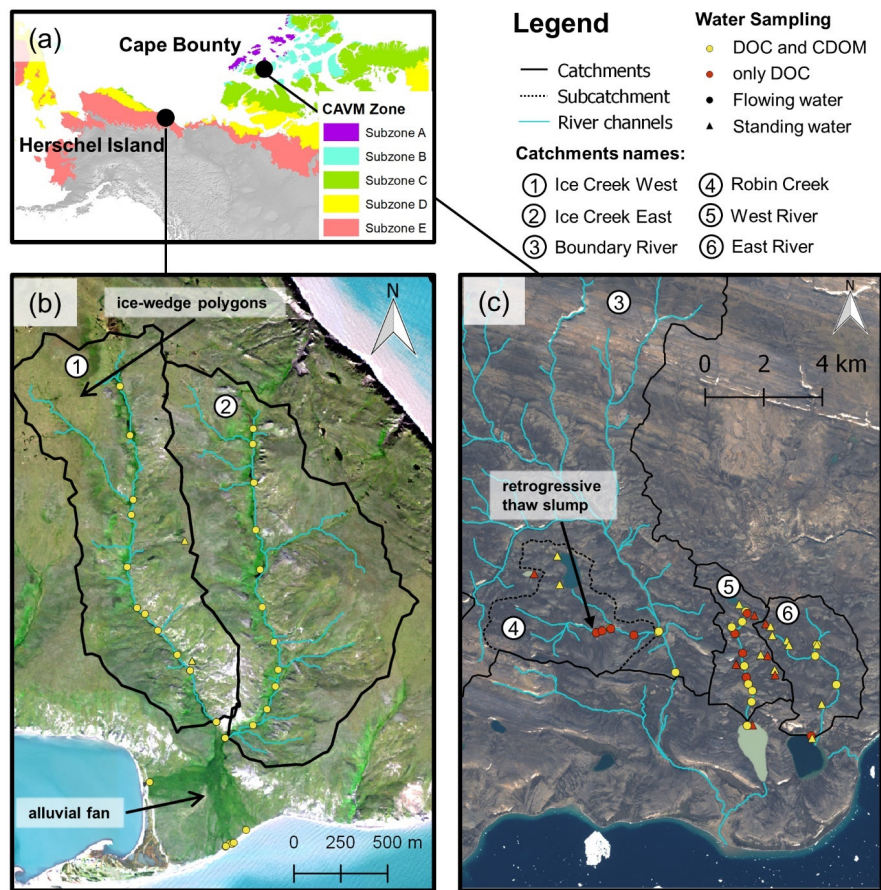 (a)
Cape Bounty
Herschel Island
CAVM Zone
Subzone A
Subzone B
Subzone C
Subzone D
Subzone E
Legend
Catchments
Subcatchment
River channels
Water Sampling
DOC and CDOM
only DOC
Flowing water
Standing water
Catchments names:
1 Ice Creek West
2 Ice Creek East
3 Boundary River
4 Robin Creek
5 West River
6 East River
(b)
ice-wedge polygons
N
1
2
alluvial fan
0 250 500 m
(c)
3
N
0 2 4 km
retrogressive
thaw slump
5
6
4